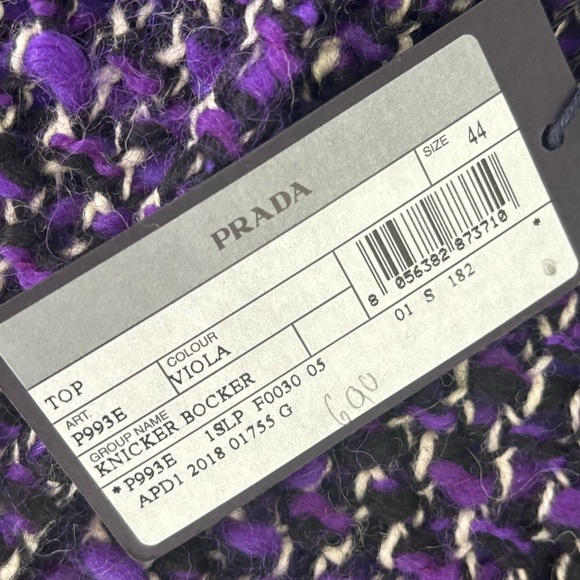 PRADA
SIZE 44
TOP
ART.
P993E
COLOUR
VIOLA
8 056382 873710
GROUP NAME
KNICKER BOCKER
01 S 182 *
* P993E 1SLP F0030 05
APD1 2018 01755 G
690